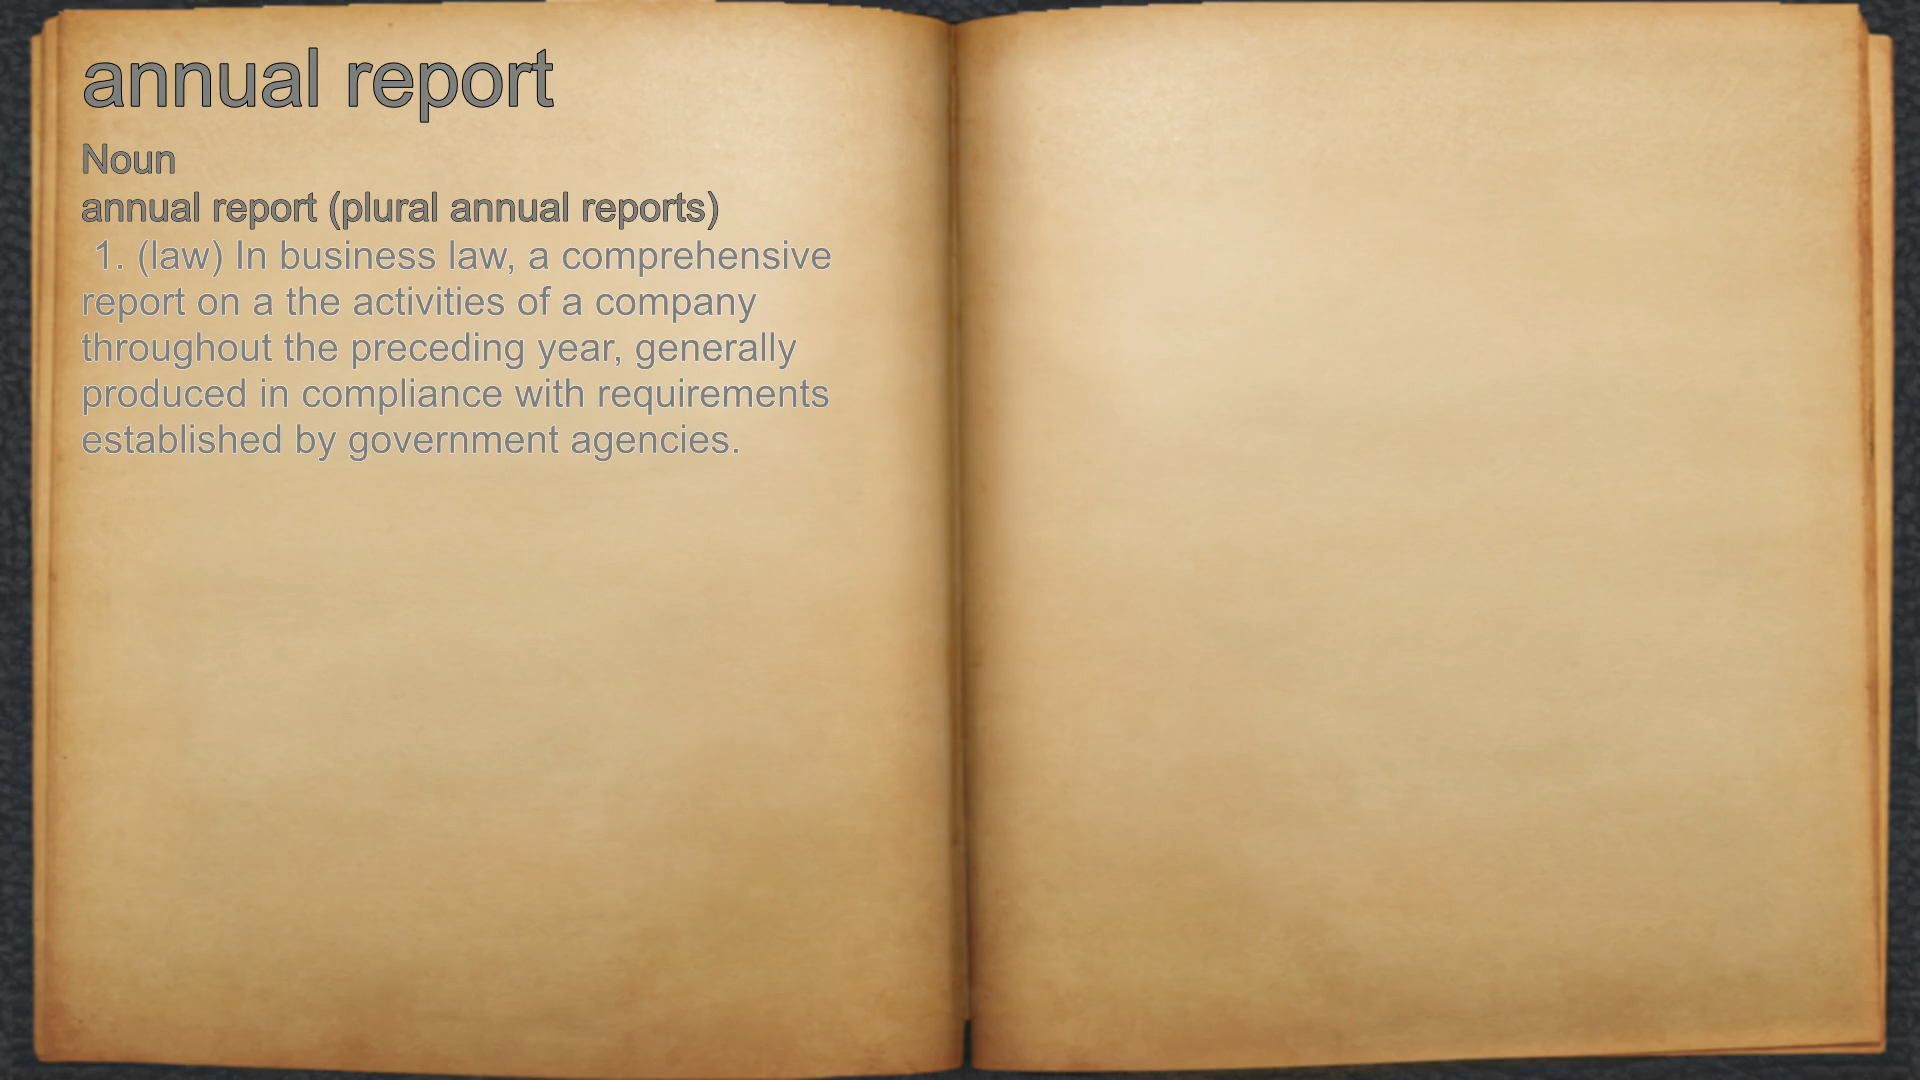 annual report
Noun
annual report (plural annual reports)
1. (law) In business law, a comprehensive
report on a the activities of a company
throughout the preceding year, generally
produced in compliance with requirements
established by government agencies.